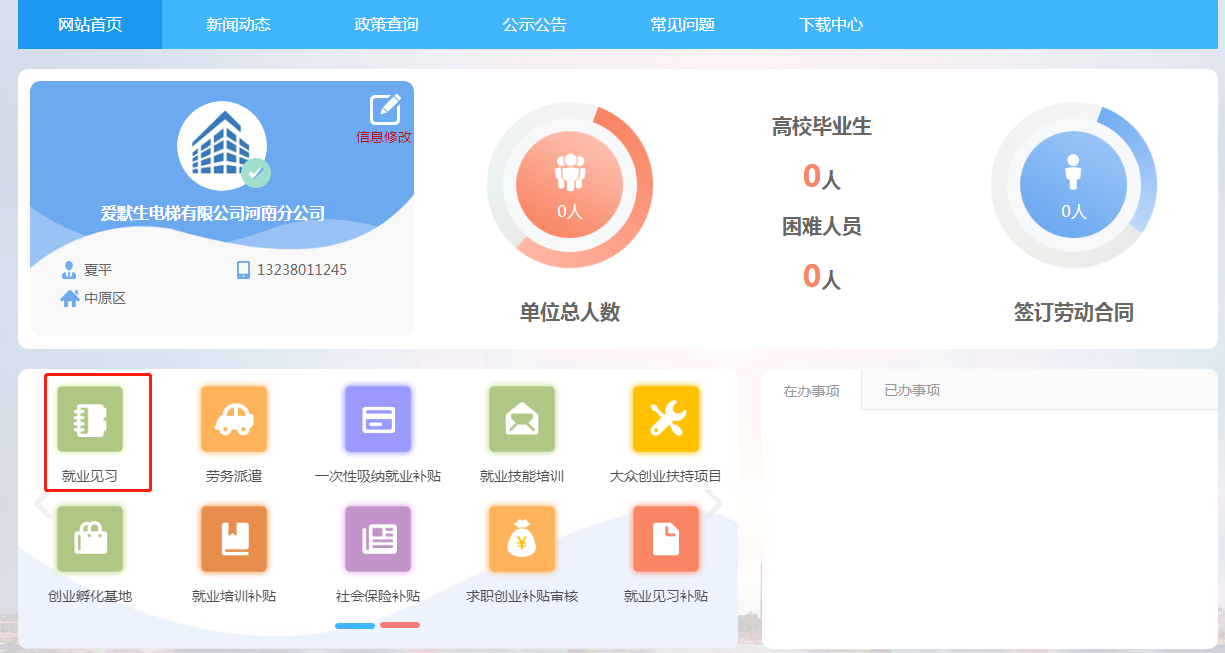 网站首页
新闻动态
政策查询
公示公告
常见问题
下载中心
信息修改
爱默生电梯有限公司河南分公司
夏平
13238011245
中原区
0人
单位总人数
高校毕业生
0人
困难人员
0人
0人
签订劳动合同
就业见习
劳务派遣
一次性吸纳就业补贴
就业技能培训
大众创业扶持项目
创业孵化基地
就业培训补贴
社会保险补贴
¥
求职创业补贴审核
就业见习补贴
在办事项
已办事项